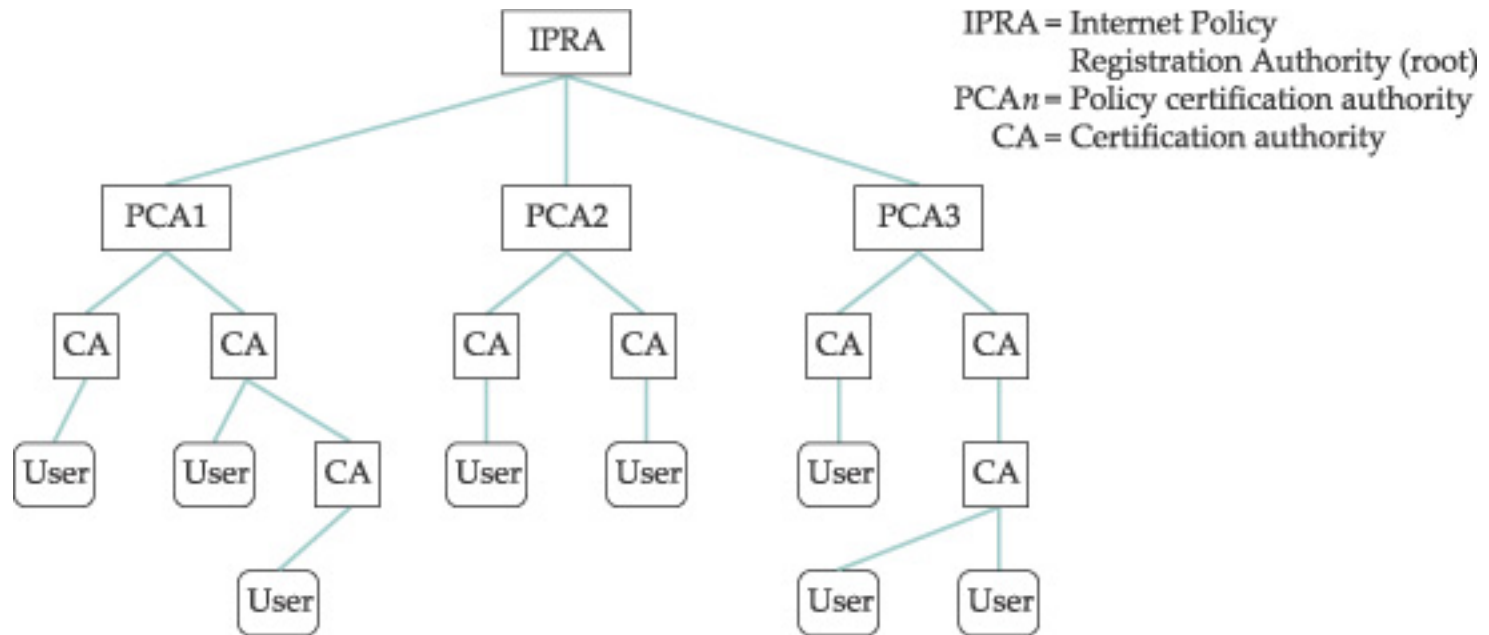 IPRA
IPRA = Internet Policy
Registration Authority (root)
PCAn = Policy certification authority
CA = Certification authority
PCA1
PCA2
PCA3
CA
CA
CA
CA
CA
CA
User
User
CA
User
User
User
CA
User
User
User